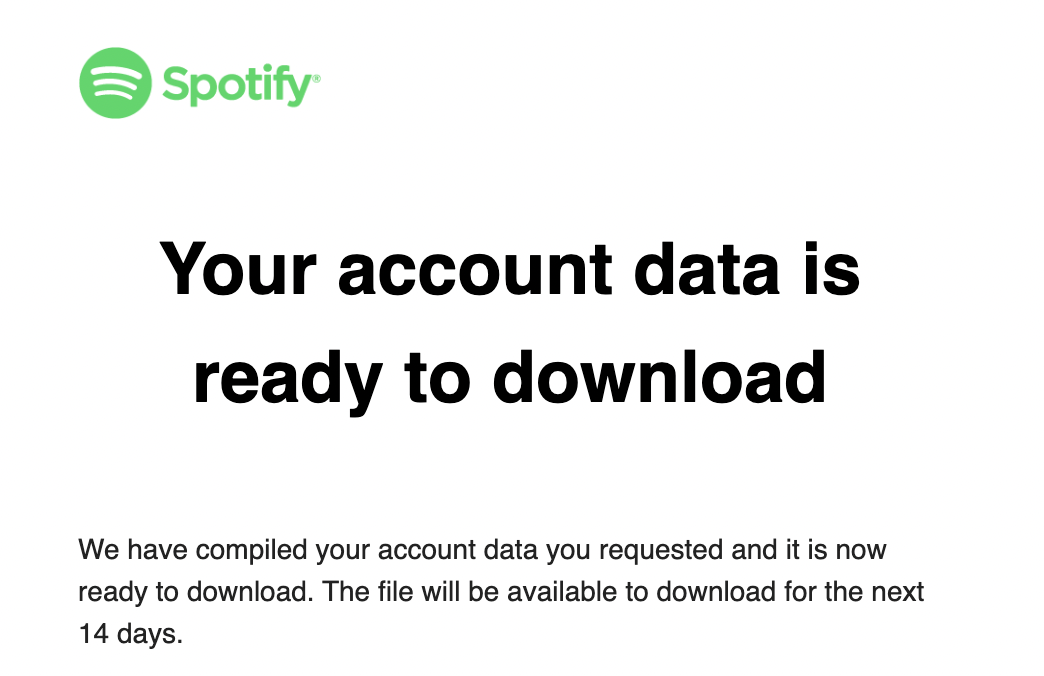 Spotify®
Your account data is
ready to download
We have compiled your account data you requested and it is now
ready to download. The file will be available to download for the next
14 days.